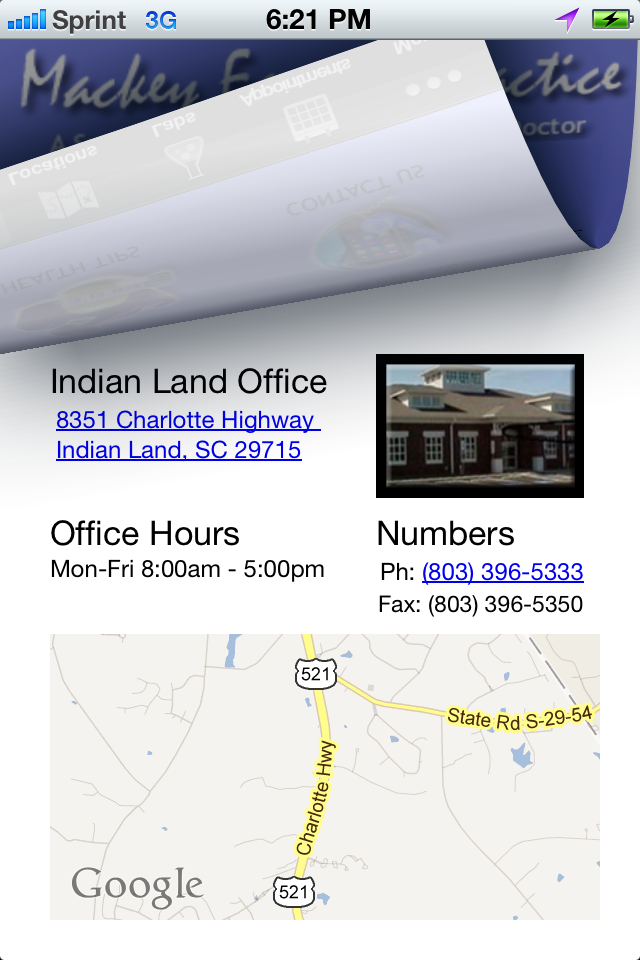 Sprint 3G 6:21 PM
Mackey F
actice
octor
Appointments
Labs
Locations
CONTACT US
HEALTH TIPS
Indian Land Office
8351 Charlotte Highway
Indian Land, SC 29715
Office Hours
Mon-Fri 8:00am - 5:00pm
Numbers
Ph: (803) 396-5333
Fax: (803) 396-5350
521
State Rd S-29-54
Charlotte Hwy
Google
521